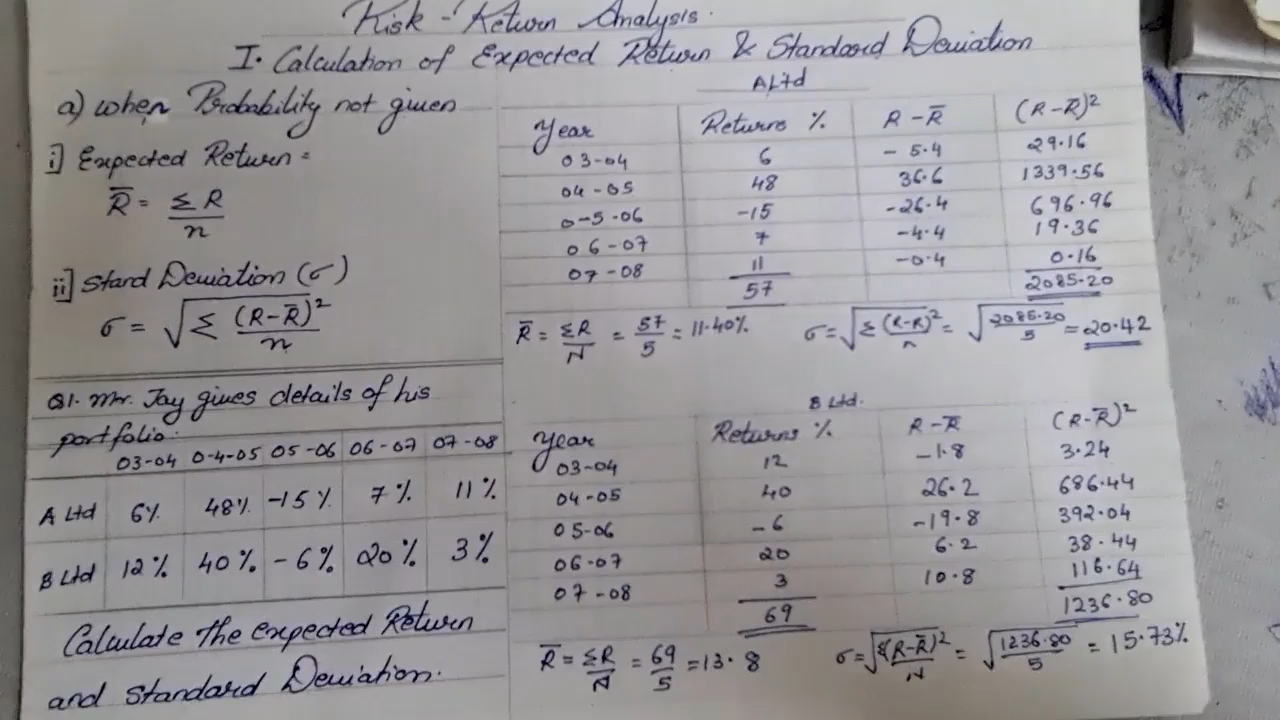 Risk - Return Analysis.
I. Calculation of Expected Return & Standard Deviation
a) when Probability not given
i] Expected Return =
R̅ = ΣR / n
ii] Stand Deviation (σ)
σ = √Σ (R-R̅)² / n
Q1. Mr. Jay gives details of his
portfolio:
03-04 0-4-05 05-06 06-07 07-08
A Ltd 6% 48% -15% 7% 11%
B Ltd 12% 40% -6% 20% 3%
Calculate the expected Return
and Standard Deviation.
A Ltd
Year Returns % R-R̅ (R-R̅)²
03-04 6 -5.4 29.16
04-05 48 36.6 1339.56
0-5-06 -15 -26.4 696.96
06-07 7 -4.4 19.36
07-08 11 -0.4 0.16
57 2085.20
R̅ = ΣR / N = 57 / 5 = 11.40% σ = √Σ (R-R)² / n = √2085.20 / 5 = 20.42
B Ltd.
Year Returns % R-R̅ (R-R̅)²
03-04 12 -1.8 3.24
04-05 40 26.2 686.44
05-06 -6 -19.8 392.04
06-07 20 6.2 38.44
07-08 3 10.8 116.64
69 1236.80
R̅ = ΣR / N = 69 / 5 = 13.8 σ = √Σ(R-R̅)² / N = √1236.80 / 5 = 15.73%